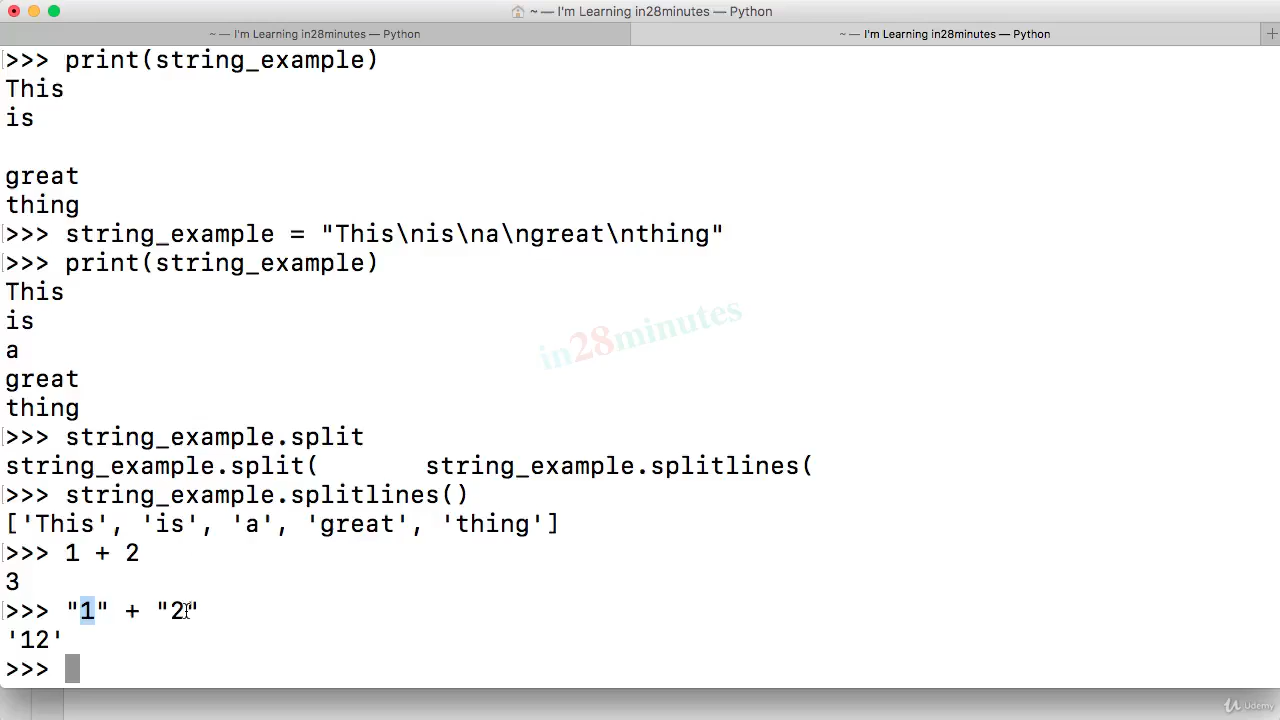 ~ — I'm Learning in28minutes — Python
~ — I'm Learning in28minutes — Python
~ — I'm Learning in28minutes — Python
>>> print(string_example)
This
is
great
thing
>>> string_example = "This\nis\na\ngreat\nthing"
>>> print(string_example)
This
is
a
great
thing
>>> string_example.split
string_example.split(       string_example.splitlines(
>>> string_example.splitlines()
['This', 'is', 'a', 'great', 'thing']
>>> 1 + 2
3
>>> "1" + "2"
'12'
>>>
in28minutes
Udemy